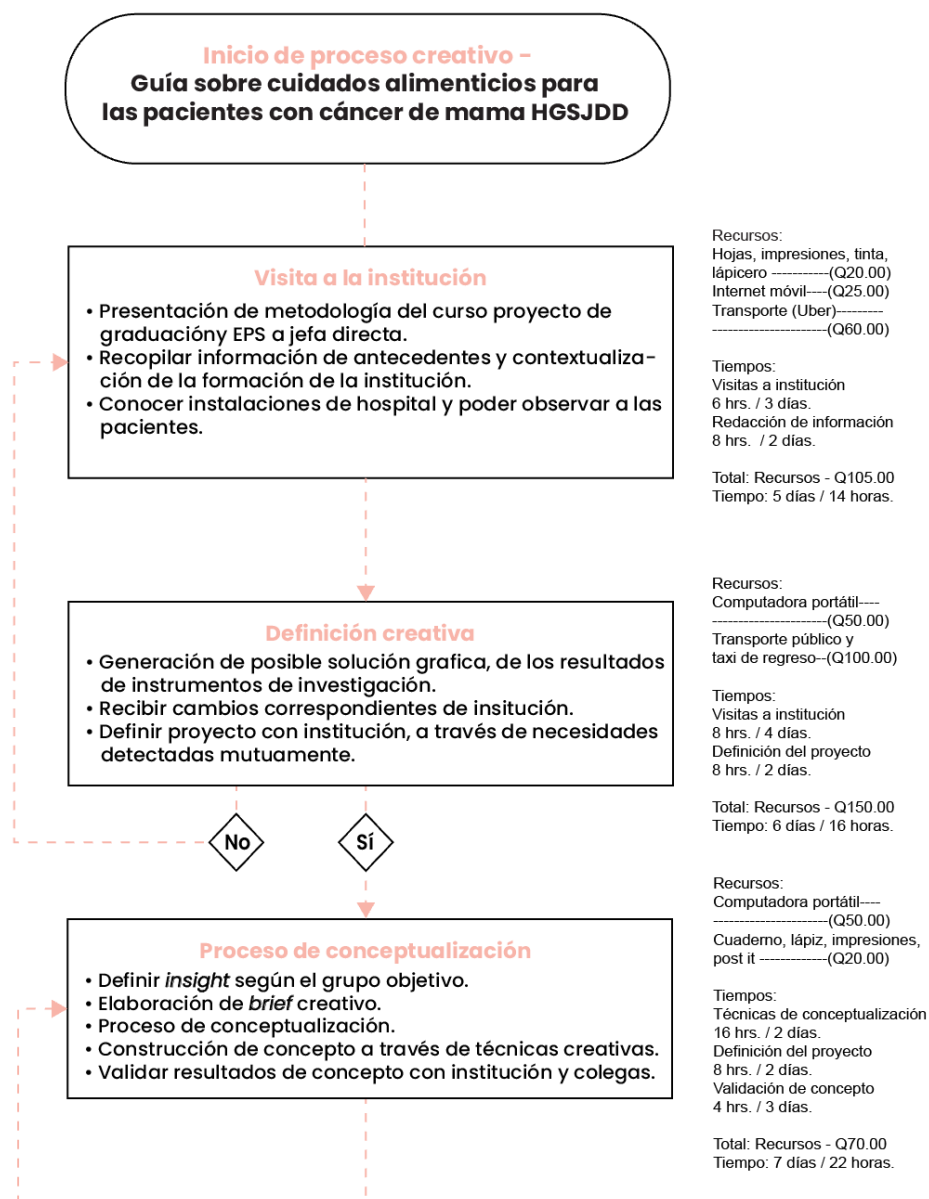 Inicio de proceso creativo -
Guía sobre cuidados alimenticios para
las pacientes con cáncer de mama HGSJDD
Visita a la institución
• Presentación de metodología del curso proyecto de
graduacióny EPS a jefa directa.
• Recopilar información de antecedentes y contextualiza-
ción de la formación de la institución.
• Conocer instalaciones de hospital y poder observar a las
pacientes.
Recursos:
Hojas, impresiones, tinta,
lápicero -----------(Q20.00)
Internet móvil----(Q25.00)
Transporte (Uber)---------
----------------------(Q60.00)
Tiempos:
Visitas a institución
6 hrs. / 3 días.
Redacción de información
8 hrs. / 2 días.
Total: Recursos - Q105.00
Tiempo: 5 días / 14 horas.
Definición creativa
• Generación de posible solución grafica, de los resultados
de instrumentos de investigación.
• Recibir cambios correspondientes de insitución.
• Definir proyecto con institución, a través de necesidades
detectadas mutuamente.
Recursos:
Computadora portátil----
----------------------(Q50.00)
Transporte público y
taxi de regreso--(Q100.00)
Tiempos:
Visitas a institución
8 hrs. / 4 días.
Definición del proyecto
8 hrs. / 2 días.
Total: Recursos - Q150.00
Tiempo: 6 días / 16 horas.
No
Sí
Proceso de conceptualización
• Definir insight según el grupo objetivo.
• Elaboración de brief creativo.
• Proceso de conceptualización.
• Construcción de concepto a través de técnicas creativas.
• Validar resultados de concepto con institución y colegas.
Recursos:
Computadora portátil----
----------------------(Q50.00)
Cuaderno, lápiz, impresiones,
post it -------------(Q20.00)
Tiempos:
Técnicas de conceptualización
16 hrs. / 2 días.
Definición del proyecto
8 hrs. / 2 días.
Validación de concepto
4 hrs. / 3 días.
Total: Recursos - Q70.00
Tiempo: 7 días / 22 horas.